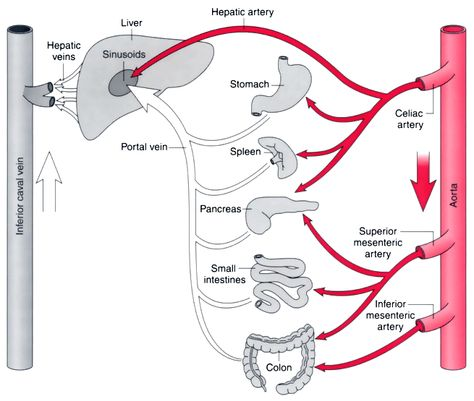 Liver
Hepatic artery
Hepatic
veins
Sinusoids
Stomach
Celiac
artery
Portal vein
Spleen
Inferior caval vein
Aorta
Pancreas
Superior
mesenteric
artery
Small
intestines
Inferior
mesenteric
artery
Colon